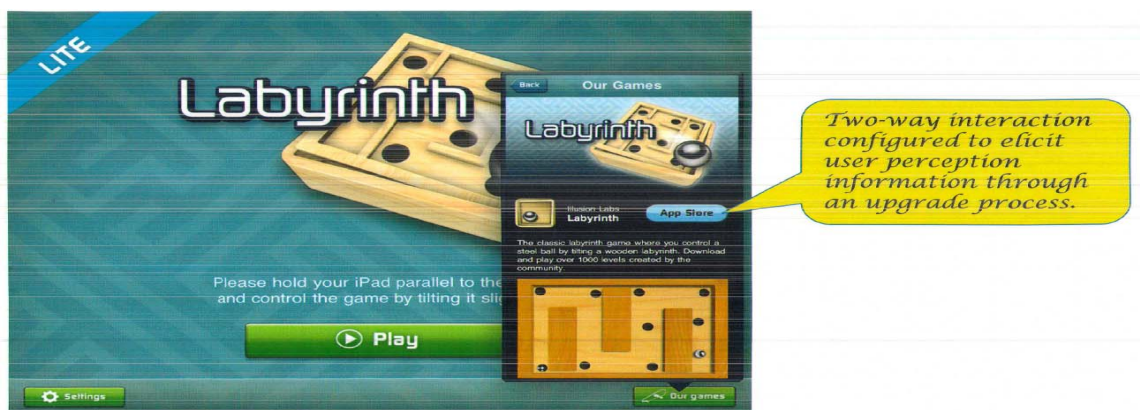 LITE
Labyrinth
Please hold your iPad parallel to the
and control the game by tilting it sli
Play
Settings
Back
Our Games
Labyrinth
Illusion Labs
Labyrinth
App Store
The classic labyrinth game where you control a
steel ball by tilting a wooden labyrinth. Download
and play over 1000 levels created by the
community.
Our games
Two-way interaction
configured to elicit
user perception
information through
an upgrade process.